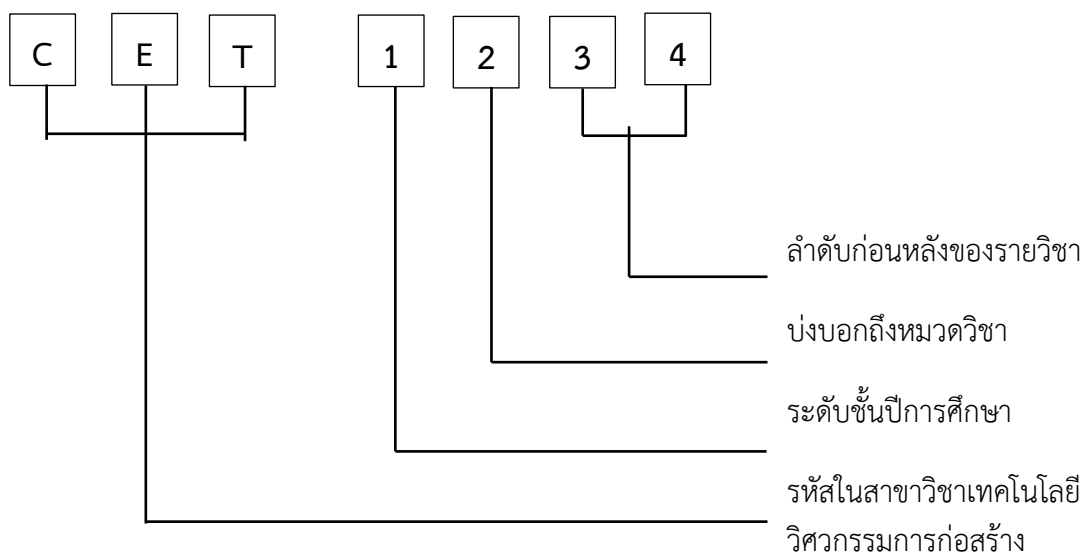 C E T 1 2 3 4
ลำดับก่อนหลังของรายวิชา
บ่งบอกถึงหมวดวิชา
ระดับชั้นปีการศึกษา
รหัสในสาขาวิชาเทคโนโลยี
วิศวกรรมการก่อสร้าง